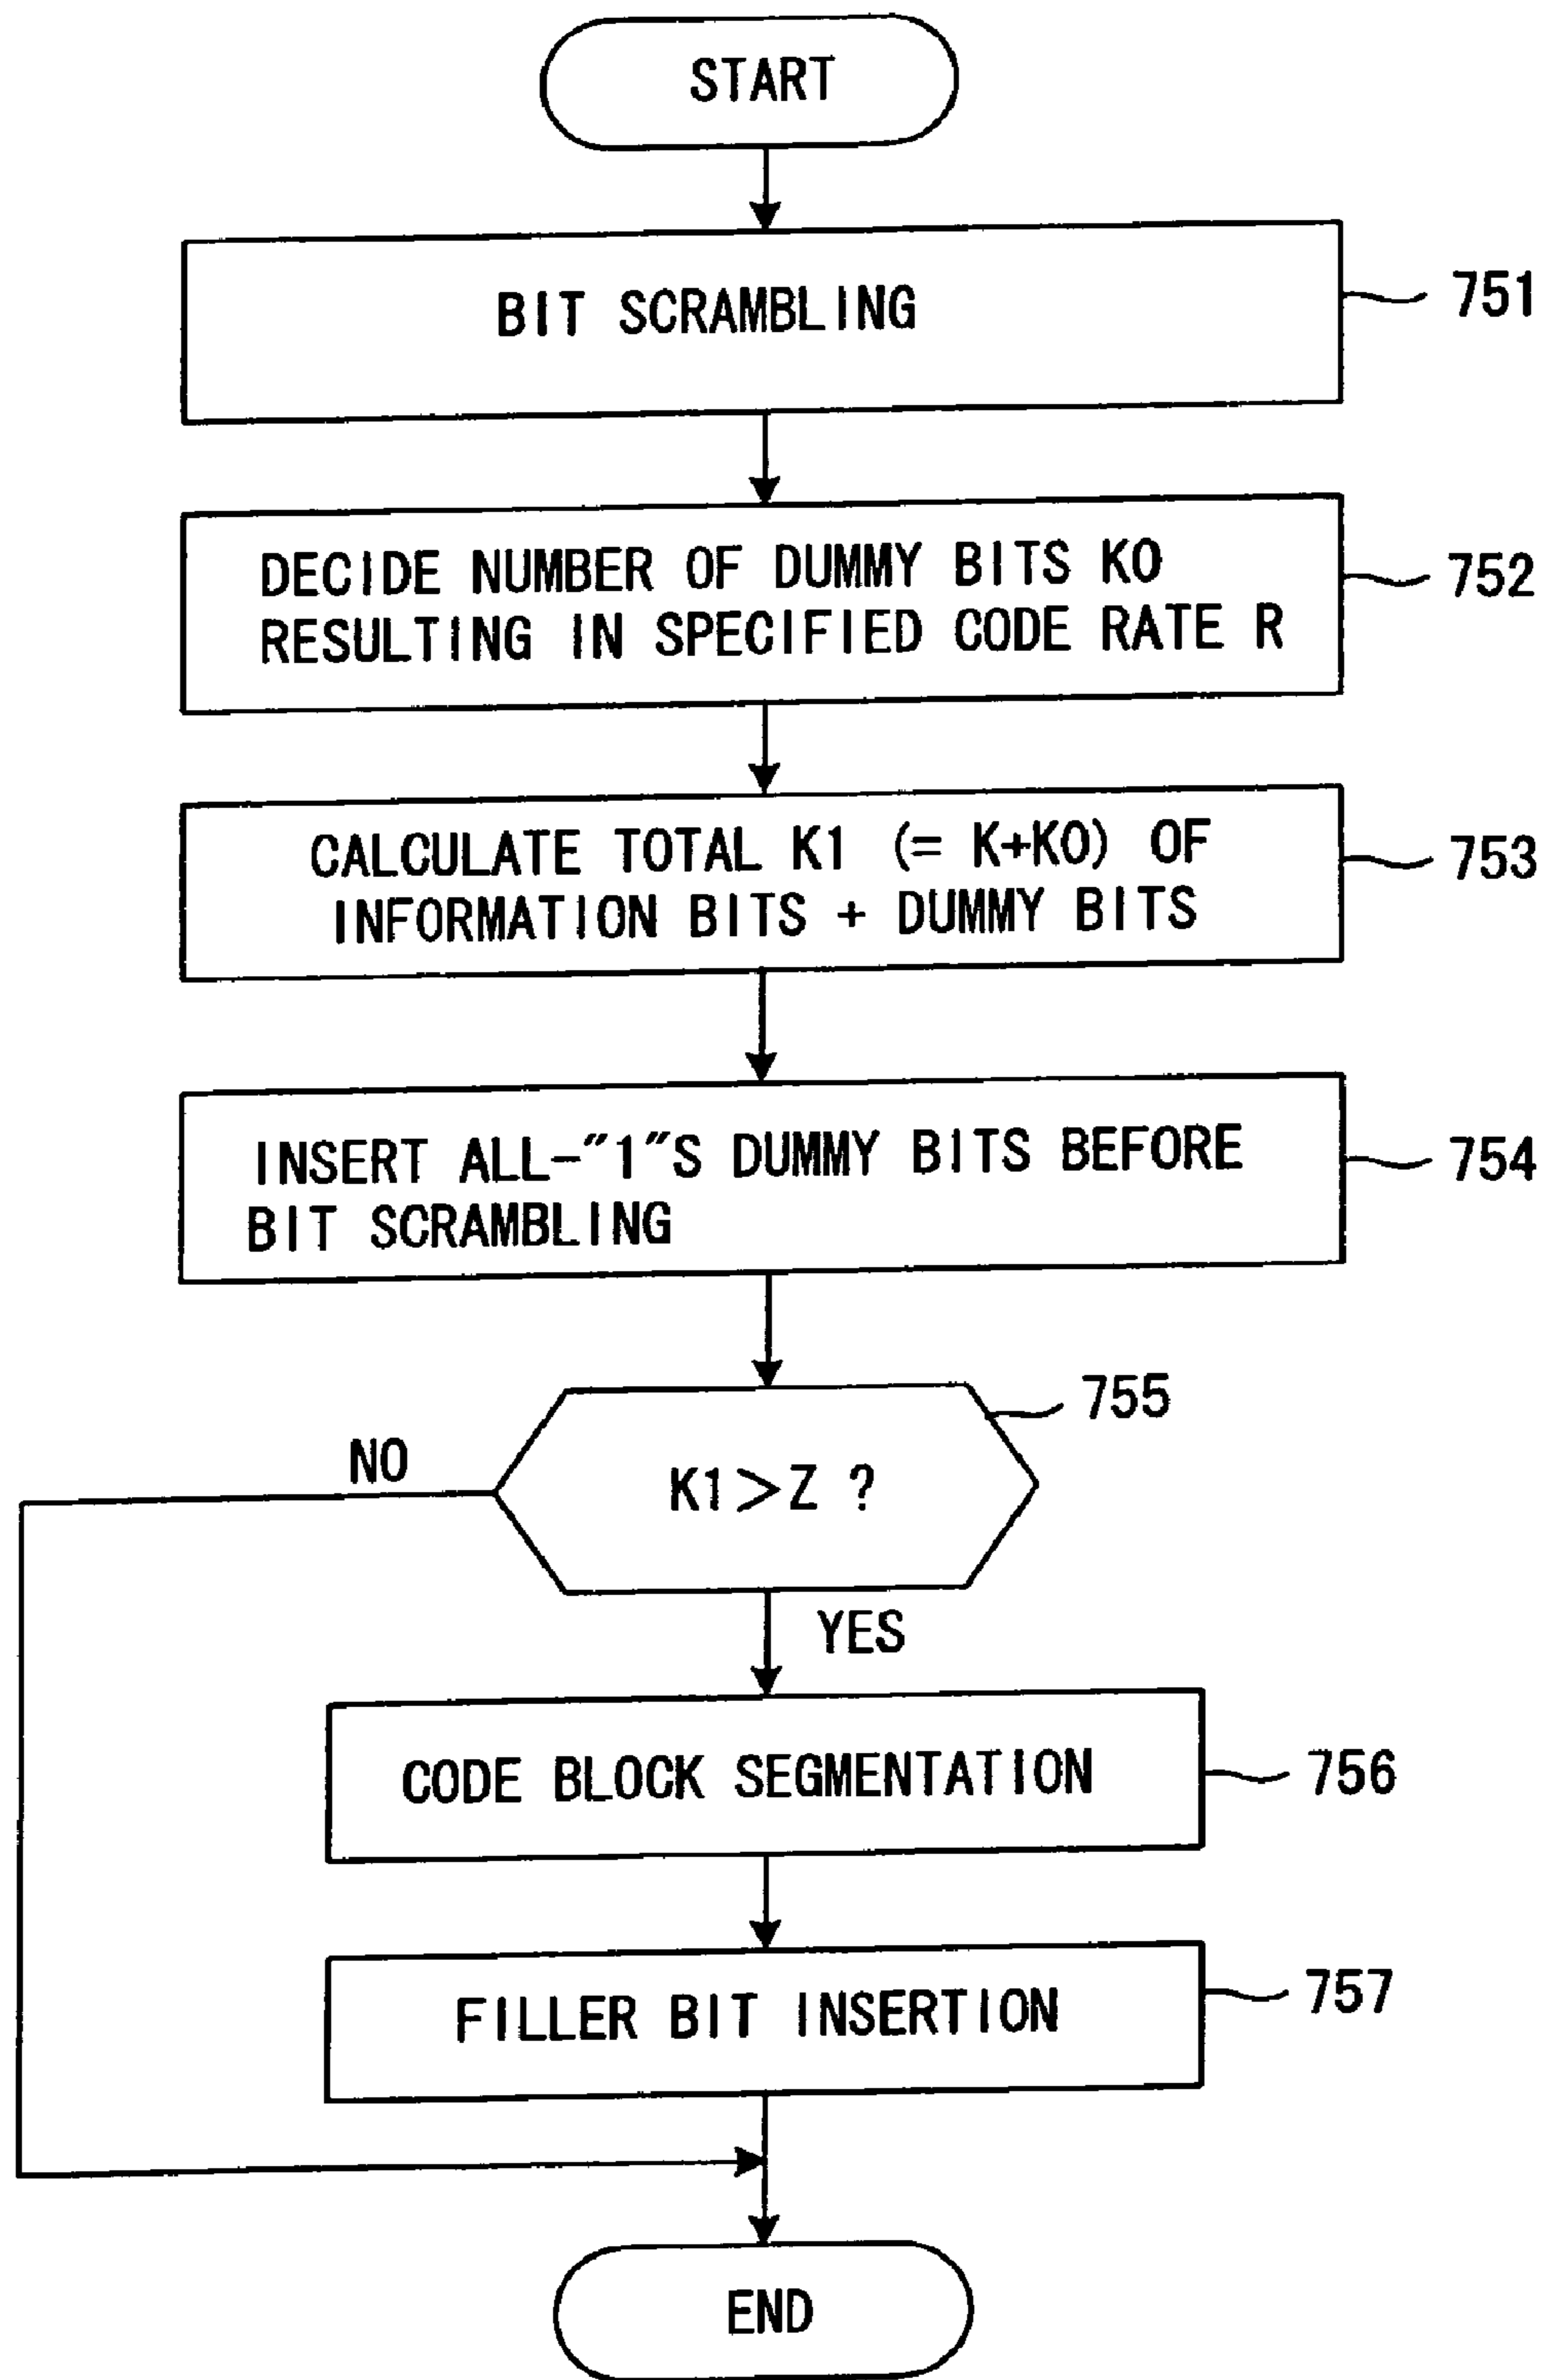 START
BIT SCRAMBLING
751
DECIDE NUMBER OF DUMMY BITS K0
RESULTING IN SPECIFIED CODE RATE R
752
CALCULATE TOTAL K1 (= K+K0) OF
INFORMATION BITS + DUMMY BITS
753
INSERT ALL-"1"S DUMMY BITS BEFORE
BIT SCRAMBLING
754
755
NO
K1>Z ?
YES
CODE BLOCK SEGMENTATION
756
FILLER BIT INSERTION
757
END